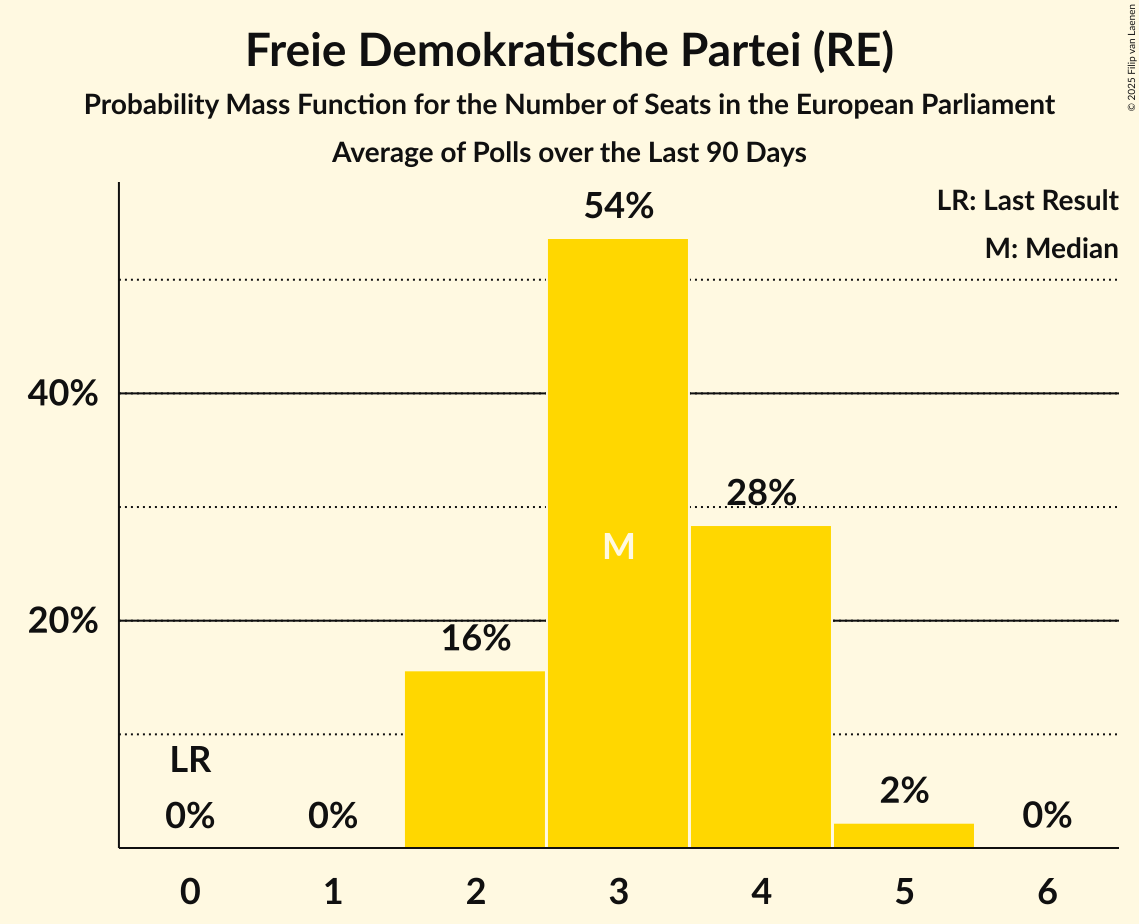 Freie Demokratische Partei (RE)
Probability Mass Function for the Number of Seats in the European Parliament
Average of Polls over the Last 90 Days
© 2025 Filip van Laenen
LR: Last Result
M: Median
54%
40%
28%
M
20%
16%
LR
0%
0%
2%
0%
0
1
2
3
4
5
6